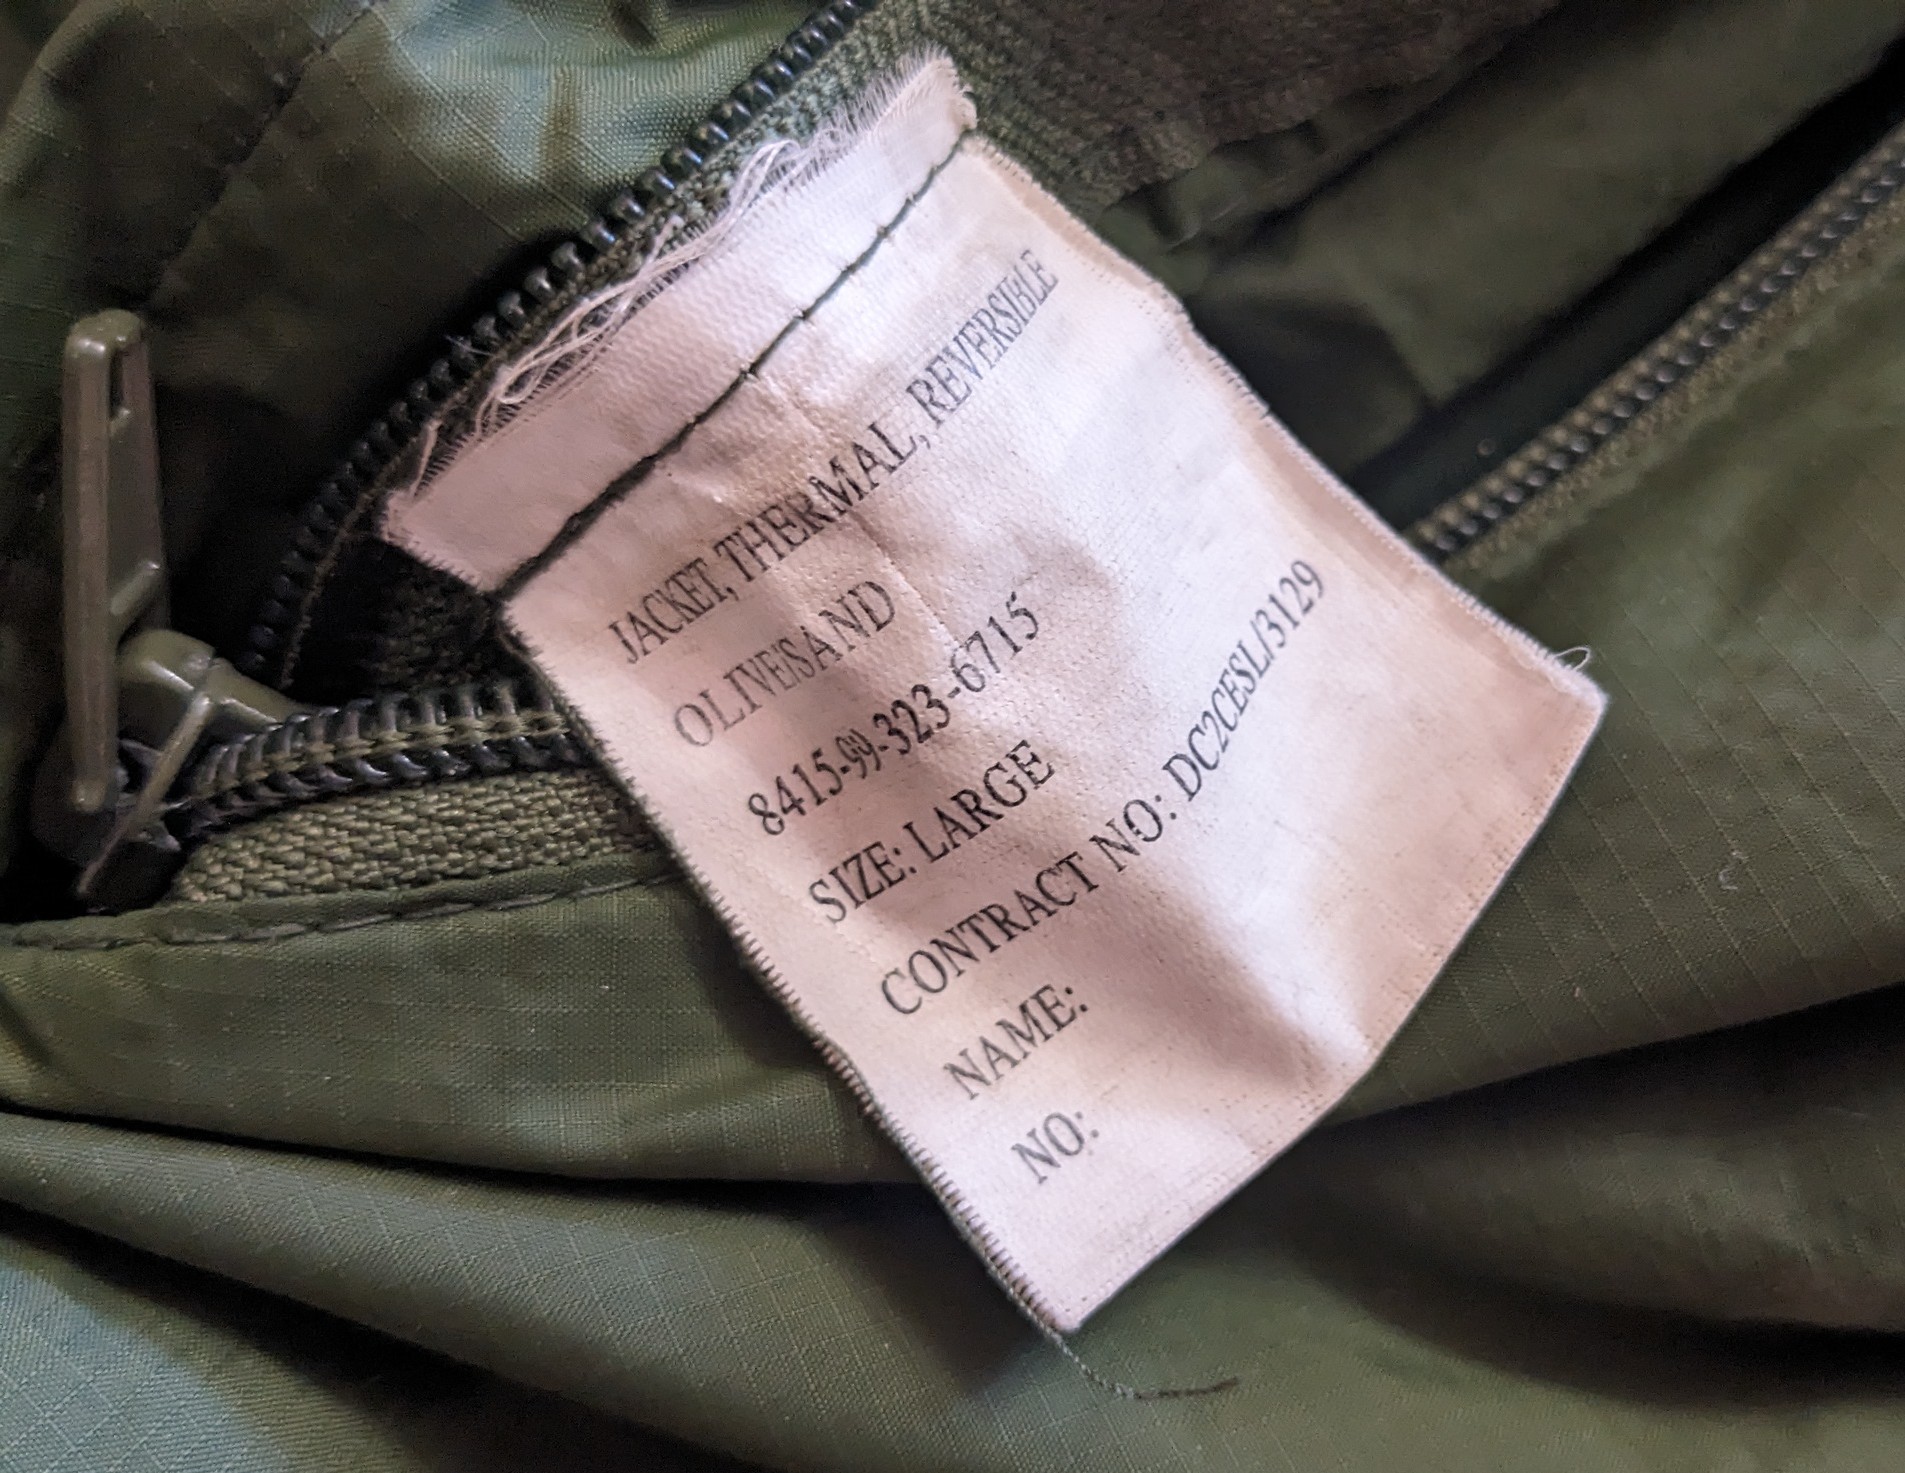 JACKET, THERMAL, REVERSIBLE
OLIVE/SAND
8415-99-323-6715
SIZE: LARGE
CONTRACT NO: DC2CESL/3129
NAME:
NO: